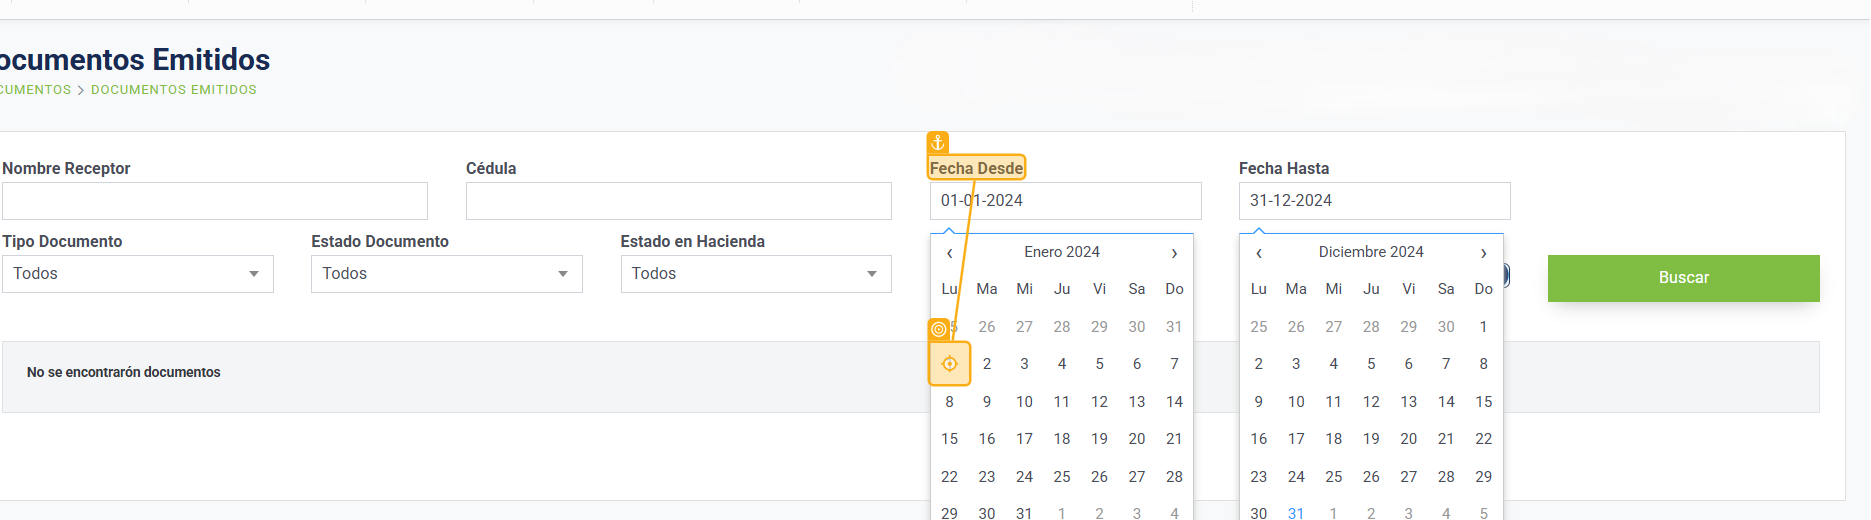 ocumentos Emitidos
CUMENTOS > DOCUMENTOS EMITIDOS
Nombre Receptor
Cédula
Fecha Desde
Fecha Hasta
01-01-2024
31-12-2024
Tipo Documento
Estado Documento
Estado en Hacienda
Todos
Todos
Todos
Buscar
No se encontrarón documentos
‹ Enero 2024 ›
Lu Ma Mi Ju Vi Sa Do
5 26 27 28 29 30 31
2 3 4 5 6 7
8 9 10 11 12 13 14
15 16 17 18 19 20 21
22 23 24 25 26 27 28
29 30 31 1 2 3 4
‹ Diciembre 2024 ›
Lu Ma Mi Ju Vi Sa Do
25 26 27 28 29 30 1
2 3 4 5 6 7 8
9 10 11 12 13 14 15
16 17 18 19 20 21 22
23 24 25 26 27 28 29
30 31 1 2 3 4 5